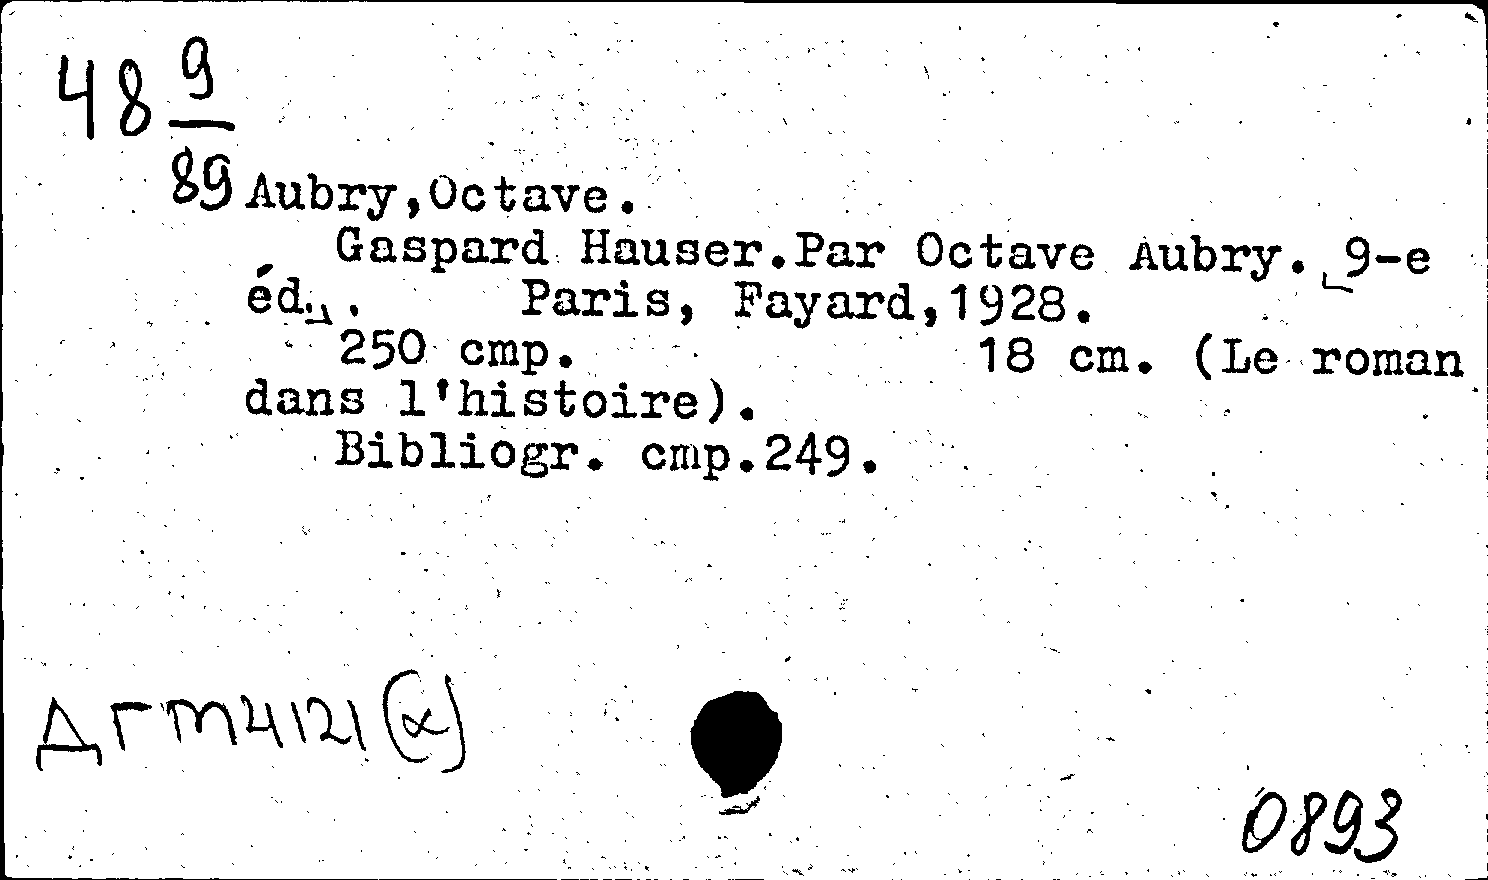 48 9
89
Aubry,Octave.
Gaspard Hauser.Par Octave Aubry. [9-e
éd.].     Paris, Fayard,1928.
250 стр.     18 cm. (Le roman
dans l'histoire).
Bibliogr. стр.249.
ДГТ4121(х)
0893